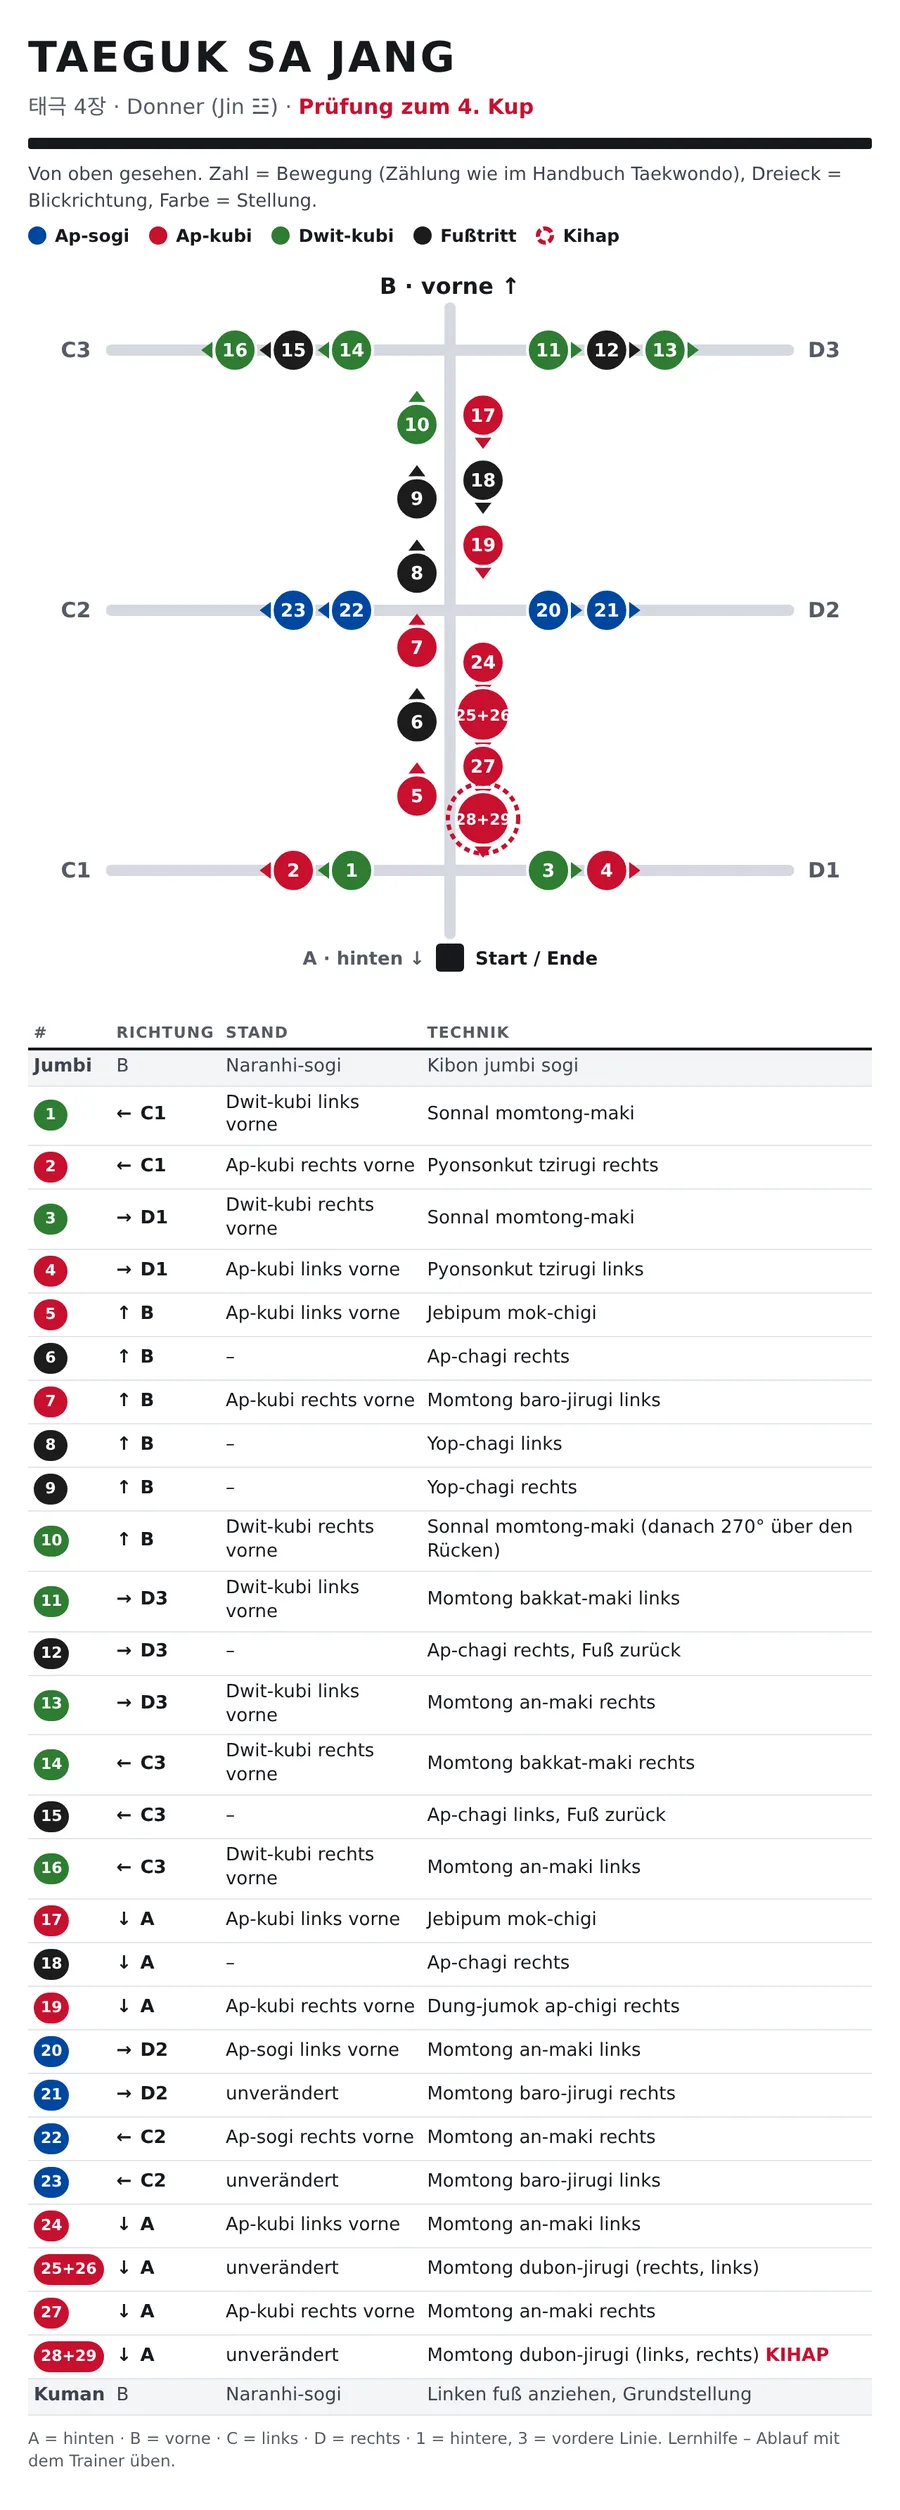 TAEGUK SA JANG
태극 4장 · Donner (Jin ☳) · Prüfung zum 4. Kup
Von oben gesehen. Zahl = Bewegung (Zählung wie im Handbuch Taekwondo), Dreieck =
Blickrichtung, Farbe = Stellung.
Ap-sogi Ap-kubi Dwit-kubi Fußtritt Kihap
B · vorne ↑
C3 16 15 14 11 12 13 D3
17
10
18
9
19
8
C2 23 22 20 21 D2
7
24
25+26
6
27
5
28+29
C1 2 1 3 4 D1
A · hinten ↓ Start / Ende
# RICHTUNG STAND TECHNIK
Jumbi B Naranhi-sogi Kibon jumbi sogi
1 ← C1 Dwit-kubi links vorne Sonnal momtong-maki
2 ← C1 Ap-kubi rechts vorne Pyonsonkut tzirugi rechts
3 → D1 Dwit-kubi rechts vorne Sonnal momtong-maki
4 → D1 Ap-kubi links vorne Pyonsonkut tzirugi links
5 ↑ B Ap-kubi links vorne Jebipum mok-chigi
6 ↑ B – Ap-chagi rechts
7 ↑ B Ap-kubi rechts vorne Momtong baro-jirugi links
8 ↑ B – Yop-chagi links
9 ↑ B – Yop-chagi rechts
10 ↑ B Dwit-kubi rechts vorne Sonnal momtong-maki (danach 270° über den Rücken)
11 → D3 Dwit-kubi links vorne Momtong bakkat-maki links
12 → D3 – Ap-chagi rechts, Fuß zurück
13 → D3 Dwit-kubi links vorne Momtong an-maki rechts
14 ← C3 Dwit-kubi rechts vorne Momtong bakkat-maki rechts
15 ← C3 – Ap-chagi links, Fuß zurück
16 ← C3 Dwit-kubi rechts vorne Momtong an-maki links
17 ↓ A Ap-kubi links vorne Jebipum mok-chigi
18 ↓ A – Ap-chagi rechts
19 ↓ A Ap-kubi rechts vorne Dung-jumok ap-chigi rechts
20 → D2 Ap-sogi links vorne Momtong an-maki links
21 → D2 unverändert Momtong baro-jirugi rechts
22 ← C2 Ap-sogi rechts vorne Momtong an-maki rechts
23 ← C2 unverändert Momtong baro-jirugi links
24 ↓ A Ap-kubi links vorne Momtong an-maki links
25+26 ↓ A unverändert Momtong dubon-jirugi (rechts, links)
27 ↓ A Ap-kubi rechts vorne Momtong an-maki rechts
28+29 ↓ A unverändert Momtong dubon-jirugi (links, rechts) KIHAP
Kuman B Naranhi-sogi Linken fuß anziehen, Grundstellung
A = hinten · B = vorne · C = links · D = rechts · 1 = hintere, 3 = vordere Linie. Lernhilfe – Ablauf mit
dem Trainer üben.